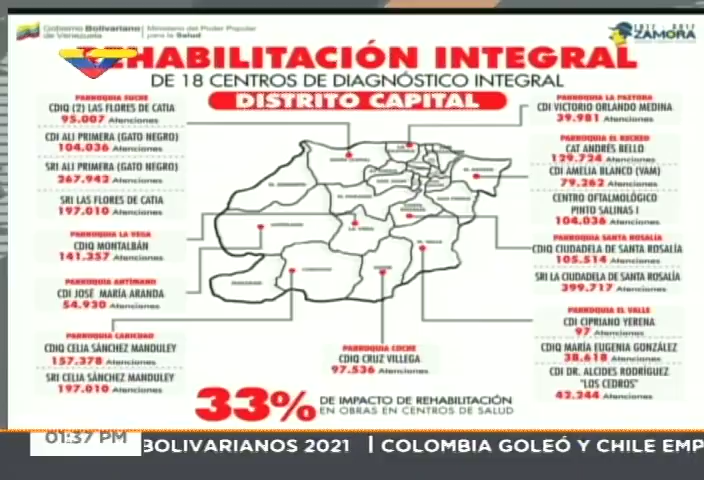 Gobierno Bolivariano
de Venezuela
Ministerio del Poder Popular
para la Salud
1817 2017
ZAMORA
REHABILITACIÓN INTEGRAL
DE 18 CENTROS DE DIAGNÓSTICO INTEGRAL
DISTRITO CAPITAL
PARROQUIA SUCRE
CDIQ (2) LAS FLORES DE CATIA
95.007 Atenciones
CDI ALI PRIMERA (GATO NEGRO)
104.036 Atenciones
SRI ALI PRIMERA (GATO NEGRO)
267.942 Atenciones
SRI LAS FLORES DE CATIA
197.010 Atenciones
PARROQUIA LA VEGA
CDIQ MONTALBÁN
141.357 Atenciones
PARROQUIA ANTÍMANO
CDI JOSÉ MARÍA ARANDA
54.930 Atenciones
PARROQUIA CARICUAO
CDIQ CELIA SÁNCHEZ MANDULEY
157.378 Atenciones
SRI CELIA SÁNCHEZ MANDULEY
197.010 Atenciones
LA VEGA
EL VALLE
PARROQUIA COCHE
CDIQ CRUZ VILLEGA
97.536 Atenciones
PARROQUIA LA PASTORA
CDI VICTORIO ORLANDO MEDINA
39.981 Atenciones
PARROQUIA EL RECREO
CAT ANDRÉS BELLO
129.724 Atenciones
CDI AMELIA BLANCO (VAM)
79.262 Atenciones
CENTRO OFTALMOLÓGICO
PINTO SALINAS I
104.036 Atenciones
PARROQUIA SANTA ROSALÍA
CDIQ CIUDADELA DE SANTA ROSALÍA
105.514 Atenciones
SRI LA CIUDADELA DE SANTA ROSALÍA
399.717 Atenciones
PARROQUIA EL VALLE
CDI CIPRIANO YERENA
97 Atenciones
CDIQ MARÍA EUGENIA GONZÁLEZ
38.618 Atenciones
CDI DR. ALCIDES RODRÍGUEZ
"LOS CEDROS"
42.244 Atenciones
33% DE IMPACTO DE REHABILITACIÓN
EN OBRAS EN CENTROS DE SALUD
01:37 PM
BOLIVARIANOS 2021 | COLOMBIA GOLEÓ Y CHILE EMP